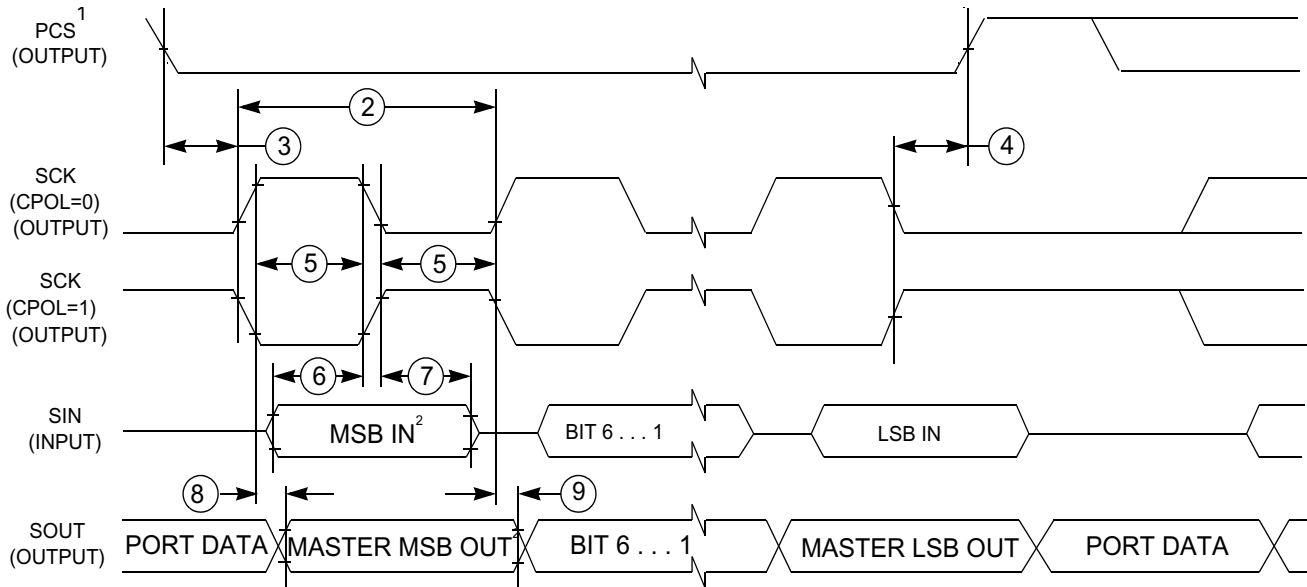 PCS1
(OUTPUT)
2
3
4
SCK
(CPOL=0)
(OUTPUT)
5
5
SCK
(CPOL=1)
(OUTPUT)
6
7
SIN
(INPUT)
MSB IN2
BIT 6 . . . 1
LSB IN
8
9
SOUT
(OUTPUT)
PORT DATA
MASTER MSB OUT2
BIT 6 . . . 1
MASTER LSB OUT
PORT DATA